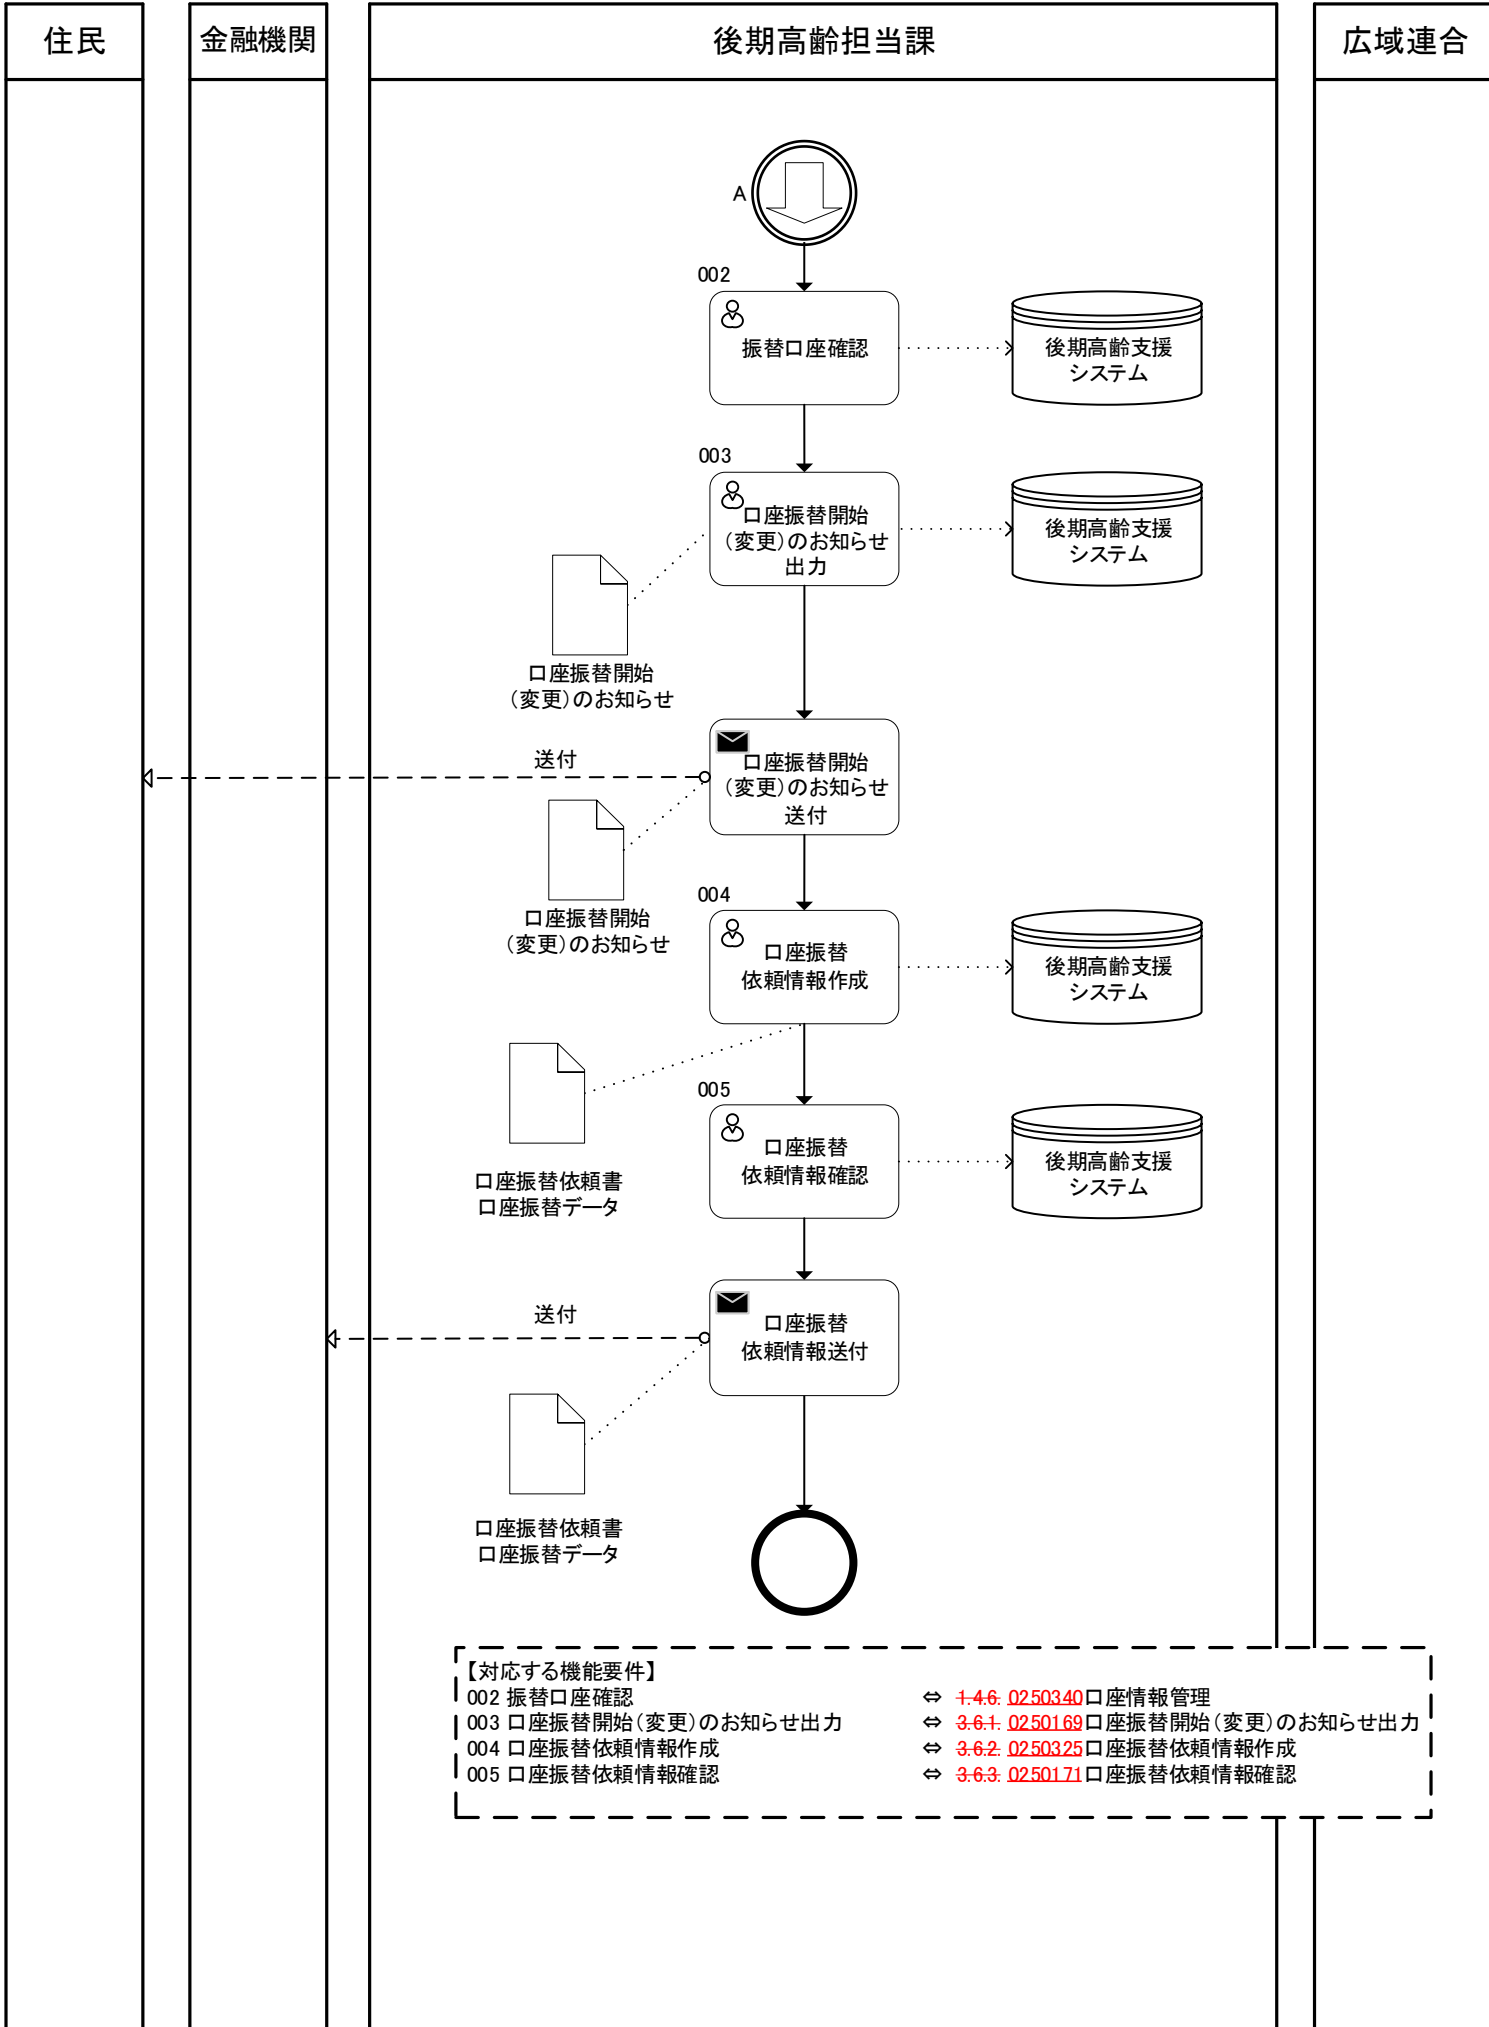 住民
金融機関
後期高齢担当課
広域連合
A
002
振替口座確認
後期高齢支援
システム
003
口座振替開始
（変更）のお知らせ
出力
後期高齢支援
システム
口座振替開始
（変更）のお知らせ
送付
口座振替開始
（変更）のお知らせ
送付
口座振替開始
（変更）のお知らせ
004
口座振替
依頼情報作成
後期高齢支援
システム
005
口座振替
依頼情報確認
後期高齢支援
システム
口座振替依頼書
口座振替データ
送付
口座振替
依頼情報送付
口座振替依頼書
口座振替データ
【対応する機能要件】
002 振替口座確認 ⇔ 1.4.6. 0250340口座情報管理
003 口座振替開始（変更）のお知らせ出力 ⇔ 3.6.1. 0250169口座振替開始（変更）のお知らせ出力
004 口座振替依頼情報作成 ⇔ 3.6.2. 0250325口座振替依頼情報作成
005 口座振替依頼情報確認 ⇔ 3.6.3. 0250171口座振替依頼情報確認